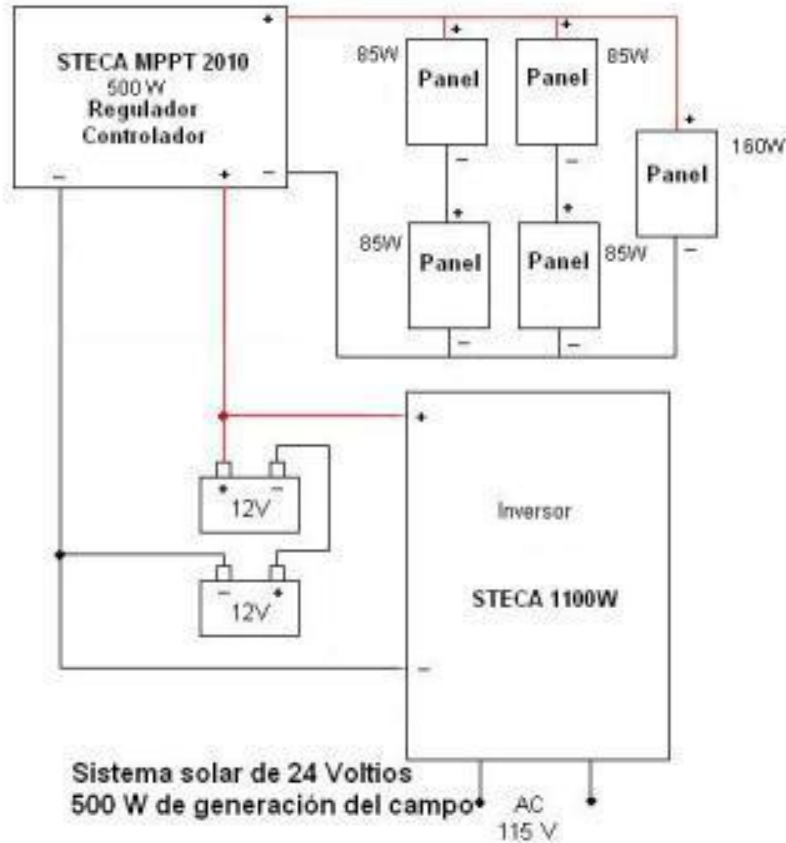 STECA MPPT 2010
500 W
Regulador
Controlador
+
−
+
−
85W
+
Panel
−
85W
+
Panel
−
+
160W
Panel
−
85W
+
Panel
−
+
85W
Panel
−
+
Inversor
STECA 1100W
−
+
−
12V
−
+
12V
Sistema solar de 24 Voltios
500 W de generación del campo
AC
115 V